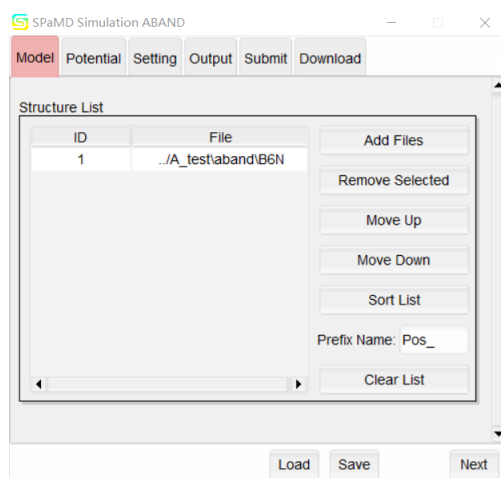 SPaMD Simulation ABAND
Model Potential Setting Output Submit Download
Structure List
ID File
1 ../A_test\aband\B6N
Add Files
Remove Selected
Move Up
Move Down
Sort List
Prefix Name: Pos_
Clear List
Load Save Next